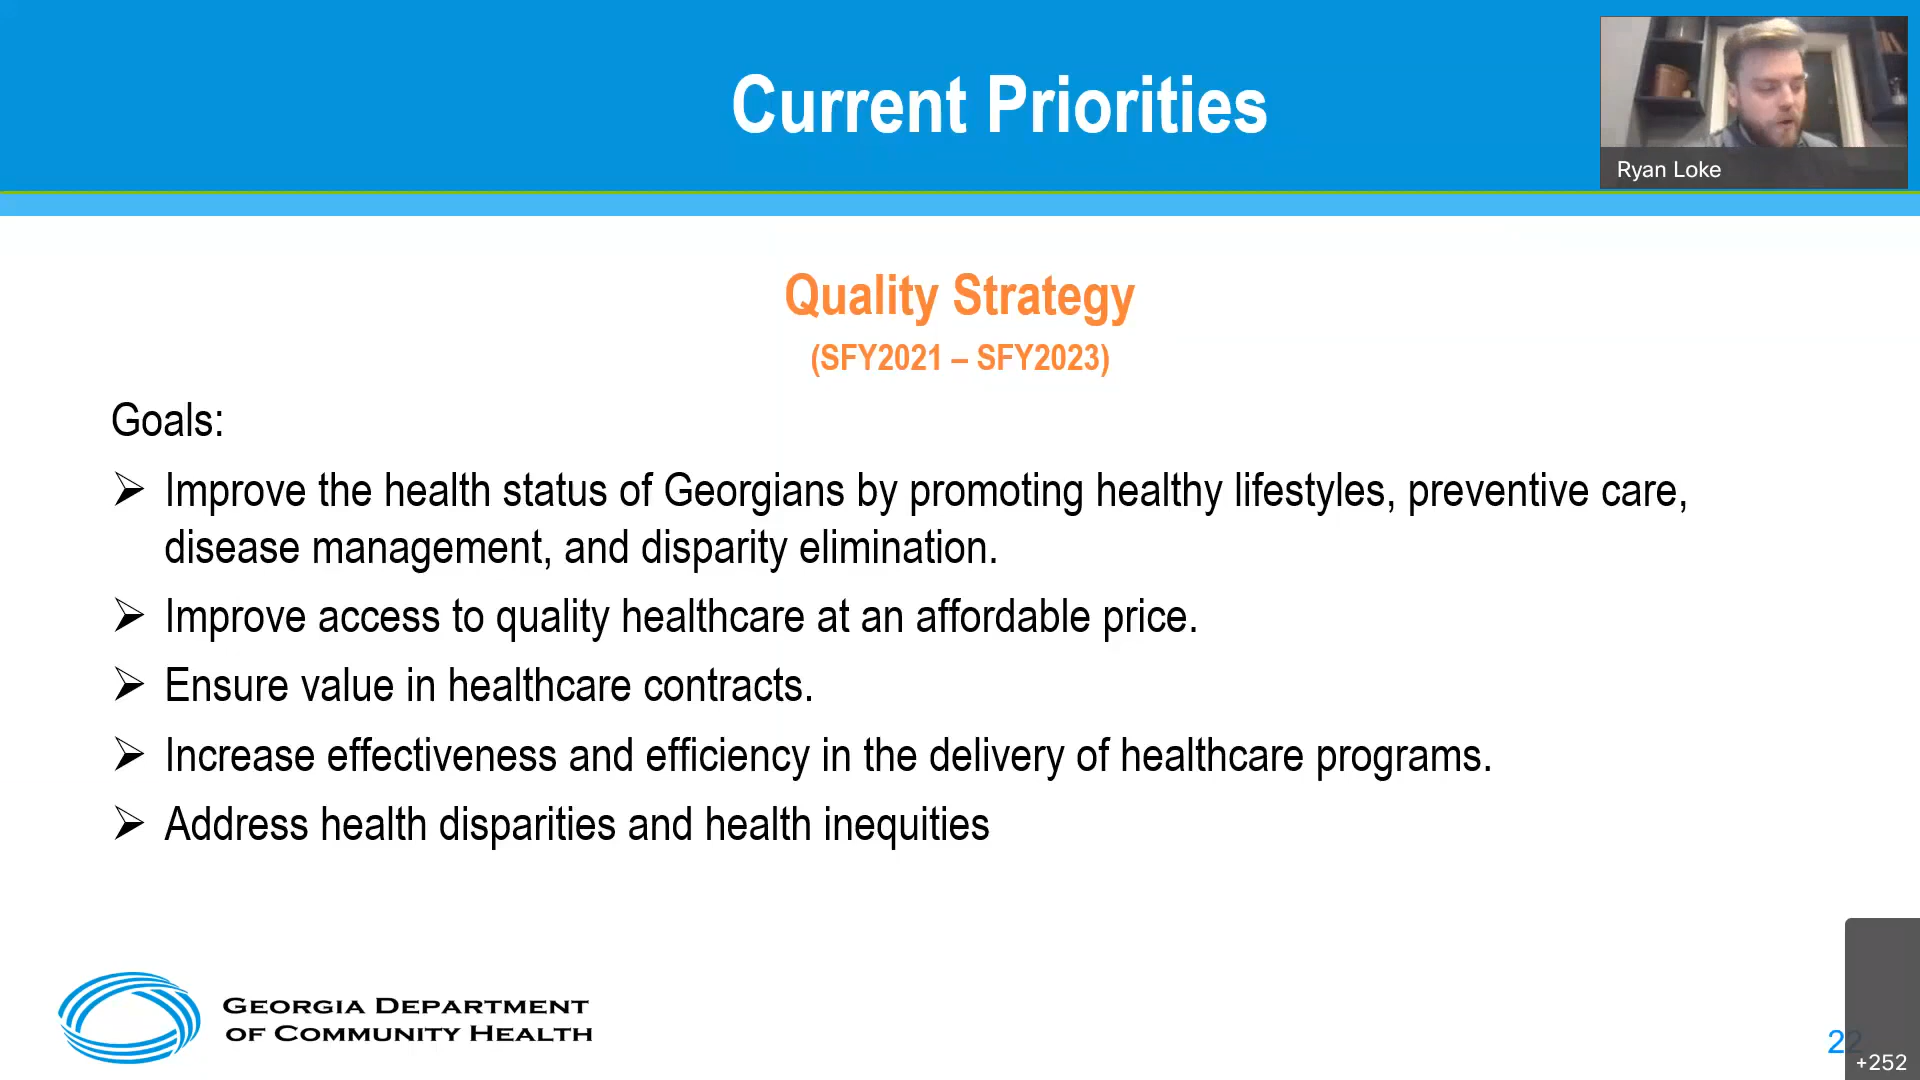 Current Priorities
Ryan Loke
Quality Strategy
(SFY2021 – SFY2023)
Goals:
➢ Improve the health status of Georgians by promoting healthy lifestyles, preventive care,
disease management, and disparity elimination.
➢ Improve access to quality healthcare at an affordable price.
➢ Ensure value in healthcare contracts.
➢ Increase effectiveness and efficiency in the delivery of healthcare programs.
➢ Address health disparities and health inequities
GEORGIA DEPARTMENT
OF COMMUNITY HEALTH
22
+252